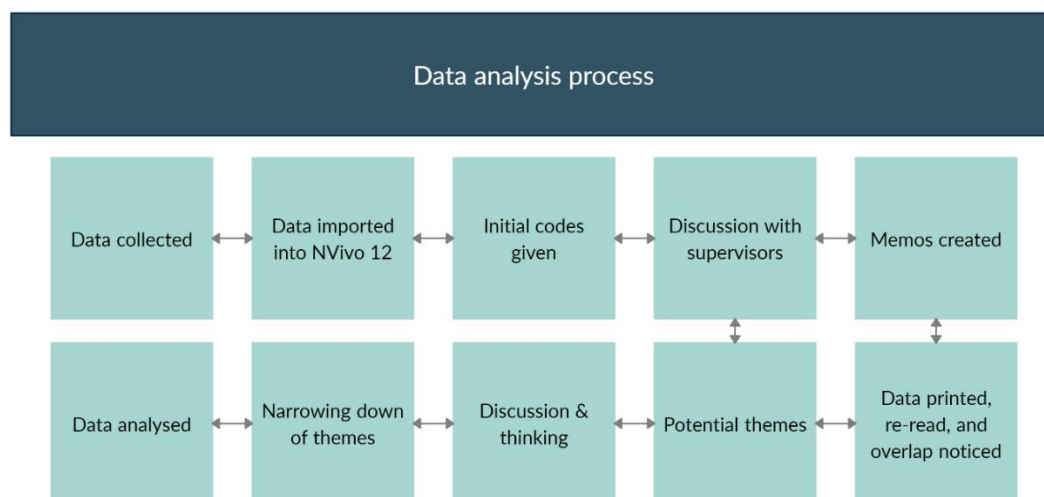 Data analysis process
Data collected
Data imported
into NVivo 12
Initial codes
given
Discussion with
supervisors
Memos created
Data analysed
Narrowing down
of themes
Discussion &
thinking
Potential themes
Data printed,
re-read, and
overlap noticed